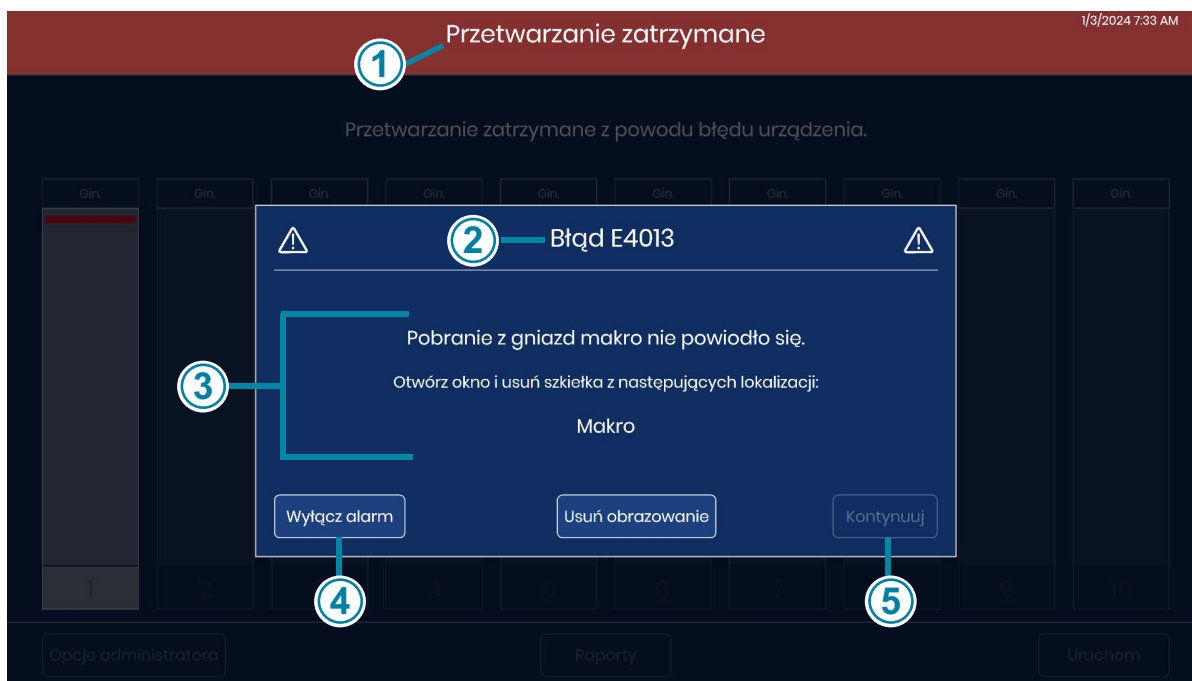 Przetwarzanie zatrzymane
1/3/2024 7:33 AM
1
Przetwarzanie zatrzymane z powodu błędu urządzenia.
Gin. Gin. Gin. Gin. Gin. Gin. Gin. Gin. Gin. Gin.
2
Błąd E4013
3
Pobranie z gniazd makro nie powiodło się.
Otwórz okno i usuń szkiełka z następujących lokalizacji:
Makro
Wyłącz alarm Usuń obrazowanie Kontynuuj
1 2 4 5 6 7 9 10
4 5
Opcje administratora Raporty Uruchom